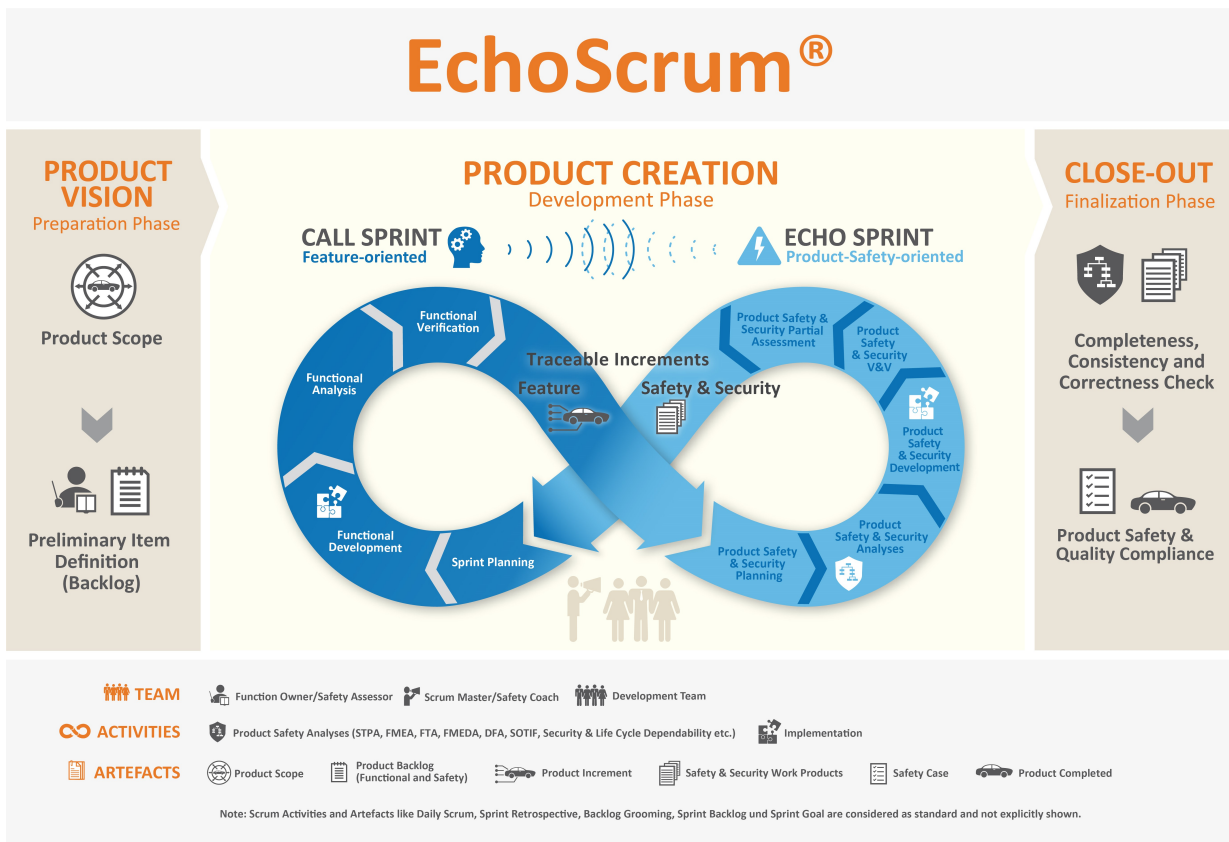 EchoScrum®
PRODUCT
VISION
Preparation Phase
Product Scope
Preliminary Item
Definition
(Backlog)
PRODUCT CREATION
Development Phase
CALL SPRINT
Feature-oriented
ECHO SPRINT
Product-Safety-oriented
Functional
Verification
Functional
Analysis
Functional
Development
Sprint Planning
Traceable Increments
Feature
Safety & Security
Product Safety &
Security Partial
Assessment
Product
Safety
& Security
V&V
Product
Safety
& Security
Development
Product
Safety & Security
Analyses
Product Safety
& Security
Planning
CLOSE-OUT
Finalization Phase
Completeness,
Consistency and
Correctness Check
Product Safety &
Quality Compliance
TEAM
Function Owner/Safety Assessor
Scrum Master/Safety Coach
Development Team
ACTIVITIES
Product Safety Analyses (STPA, FMEA, FTA, FMEDA, DFA, SOTIF, Security & Life Cycle Dependability etc.)
Implementation
ARTEFACTS
Product Scope
Product Backlog
(Functional and Safety)
Product Increment
Safety & Security Work Products
Safety Case
Product Completed
Note: Scrum Activities and Artefacts like Daily Scrum, Sprint Retrospective, Backlog Grooming, Sprint Backlog und Sprint Goal are considered as standard and not explicitly shown.